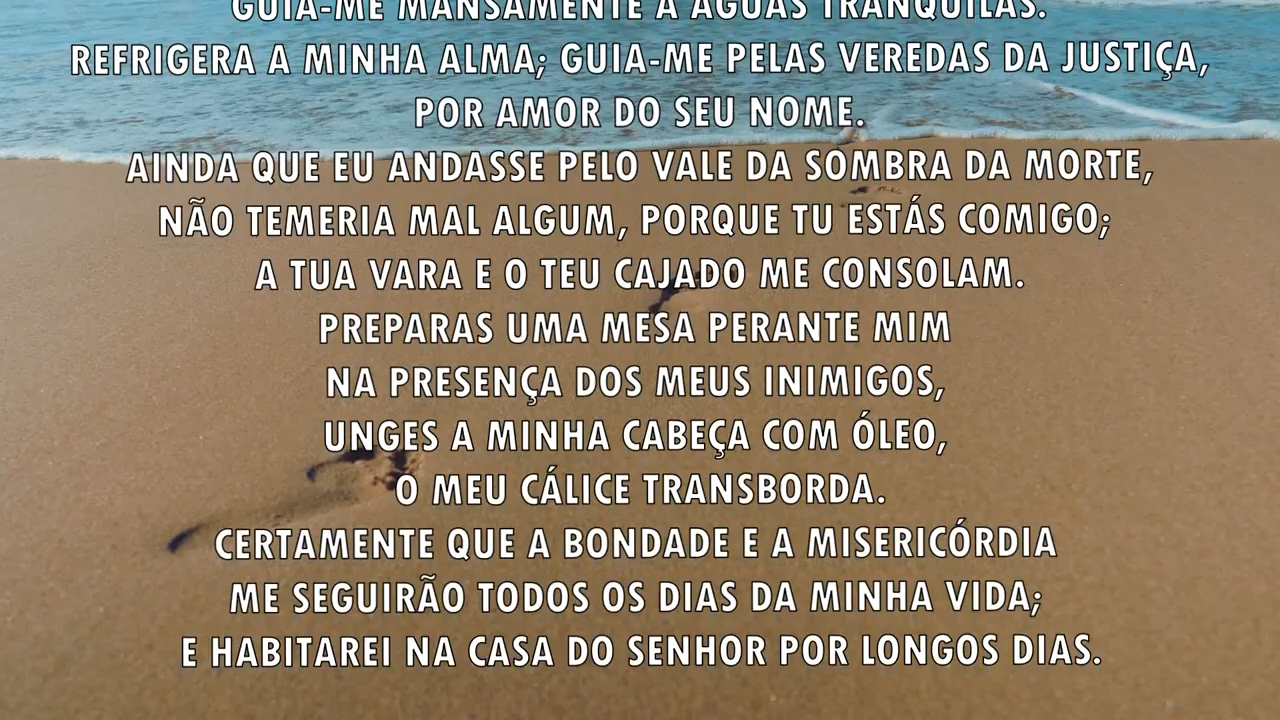 GUIA-ME MANSAMENTE A ÁGUAS TRANQUILAS.
REFRIGERA A MINHA ALMA; GUIA-ME PELAS VEREDAS DA JUSTIÇA,
POR AMOR DO SEU NOME.
AINDA QUE EU ANDASSE PELO VALE DA SOMBRA DA MORTE,
NÃO TEMERIA MAL ALGUM, PORQUE TU ESTÁS COMIGO;
A TUA VARA E O TEU CAJADO ME CONSOLAM.
PREPARAS UMA MESA PERANTE MIM
NA PRESENÇA DOS MEUS INIMIGOS,
UNGES A MINHA CABEÇA COM ÓLEO,
O MEU CÁLICE TRANSBORDA.
CERTAMENTE QUE A BONDADE E A MISERICÓRDIA
ME SEGUIRÃO TODOS OS DIAS DA MINHA VIDA;
E HABITAREI NA CASA DO SENHOR POR LONGOS DIAS.